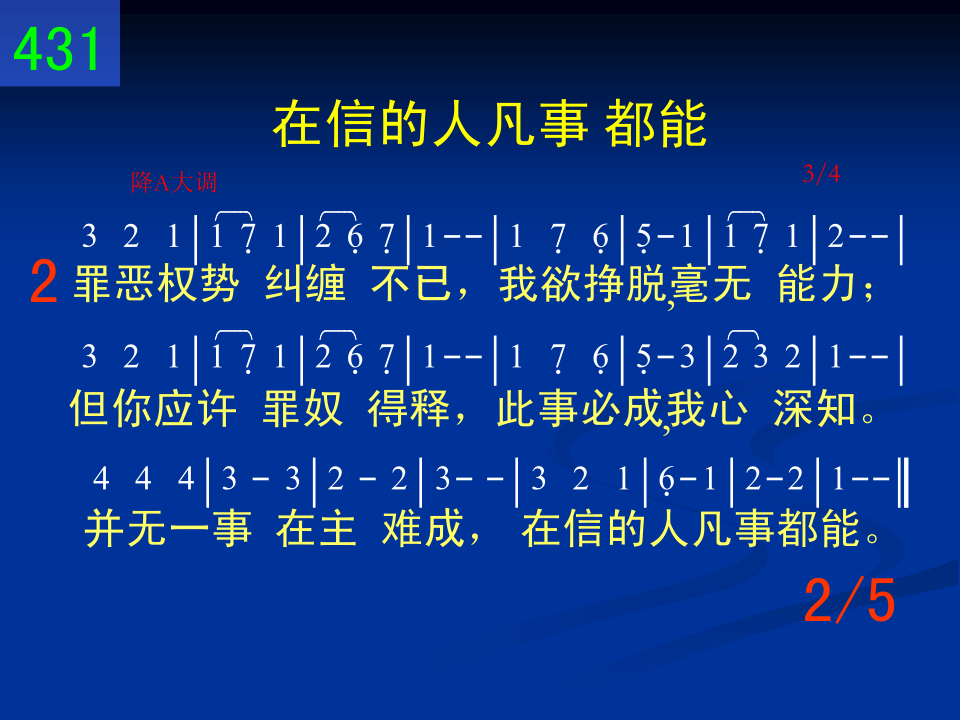 431
在信的人凡事 都能
降A大调 3/4
3 2 1|1 7̣ 1|2 6̣ 7̣|1--|1 7̣ 6̣|5̣-1|1 7̣ 1|2--|
2 罪恶权势 纠缠 不已，我欲挣脱,毫无 能力；
3 2 1|1 7̣ 1|2 6̣ 7̣|1--|1 7̣ 6̣|5̣-3|2 3 2|1--|
但你应许 罪奴 得释，此事必成,我心 深知。
4 4 4|3 - 3|2 - 2|3- -|3 2 1|6̣-1|2-2|1--‖
并无一事 在主 难成， 在信的人凡事都能。
2/5